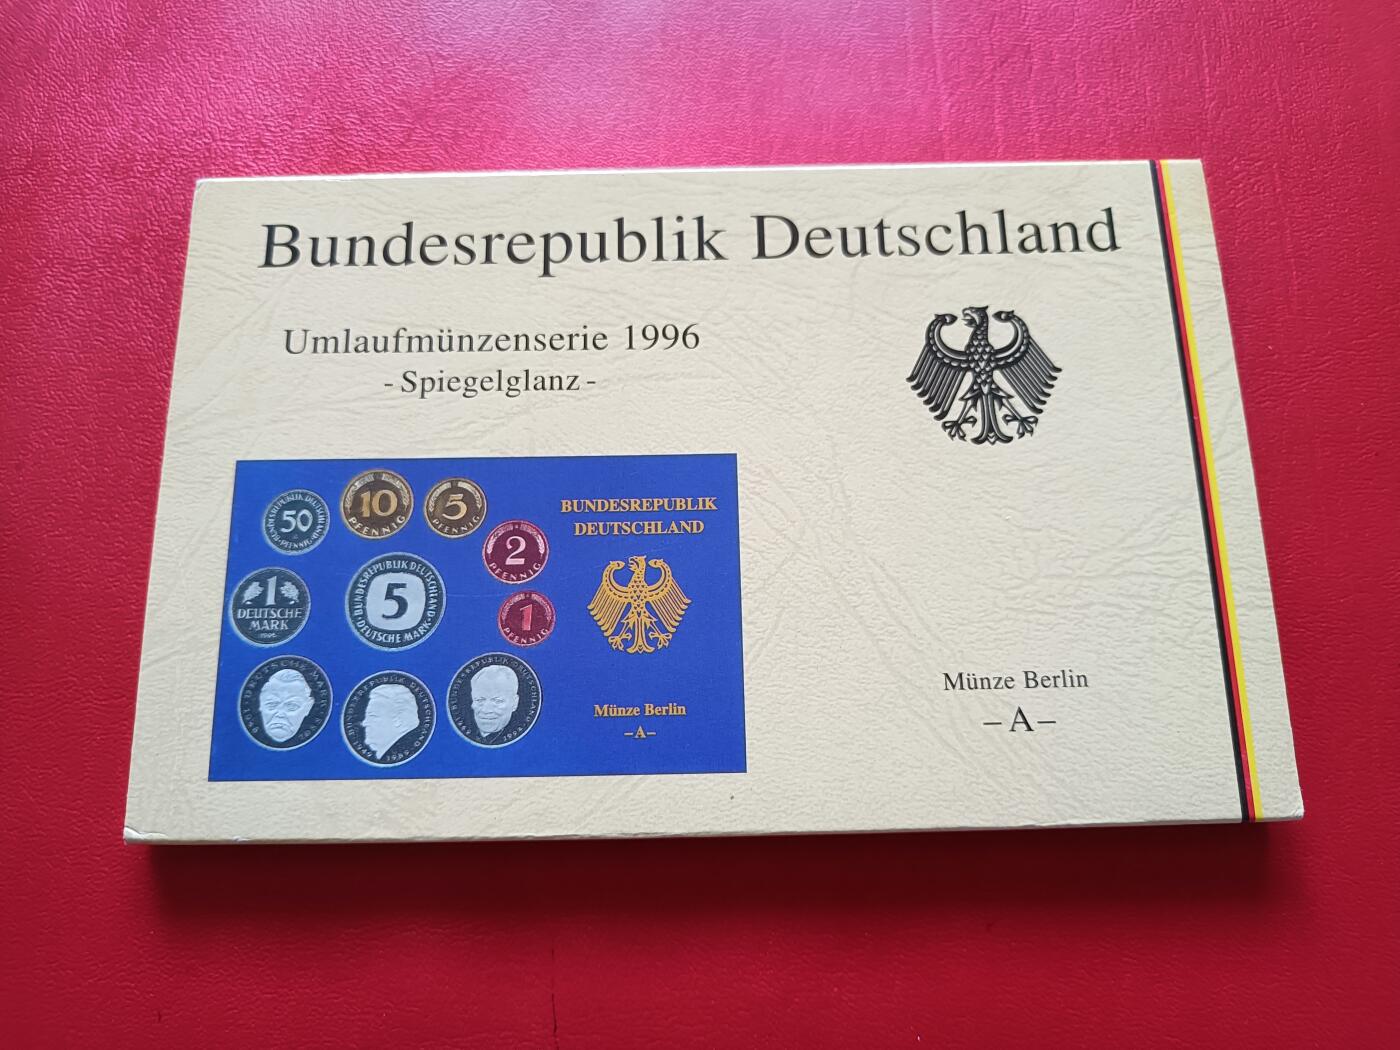 Bundesrepublik Deutschland
Umlaufmünzenserie 1996
- Spiegelglanz -
50
10
PFENNIG
5
PFENNIG
2
PFENNIG
1
PFENNIG
1
DEUTSCHE
MARK
1996
BUNDESREPUBLIK DEUTSCHLAND
5
DEUTSCHE MARK
BUNDESREPUBLIK
DEUTSCHLAND
Münze Berlin
–A–
Münze Berlin
–A–